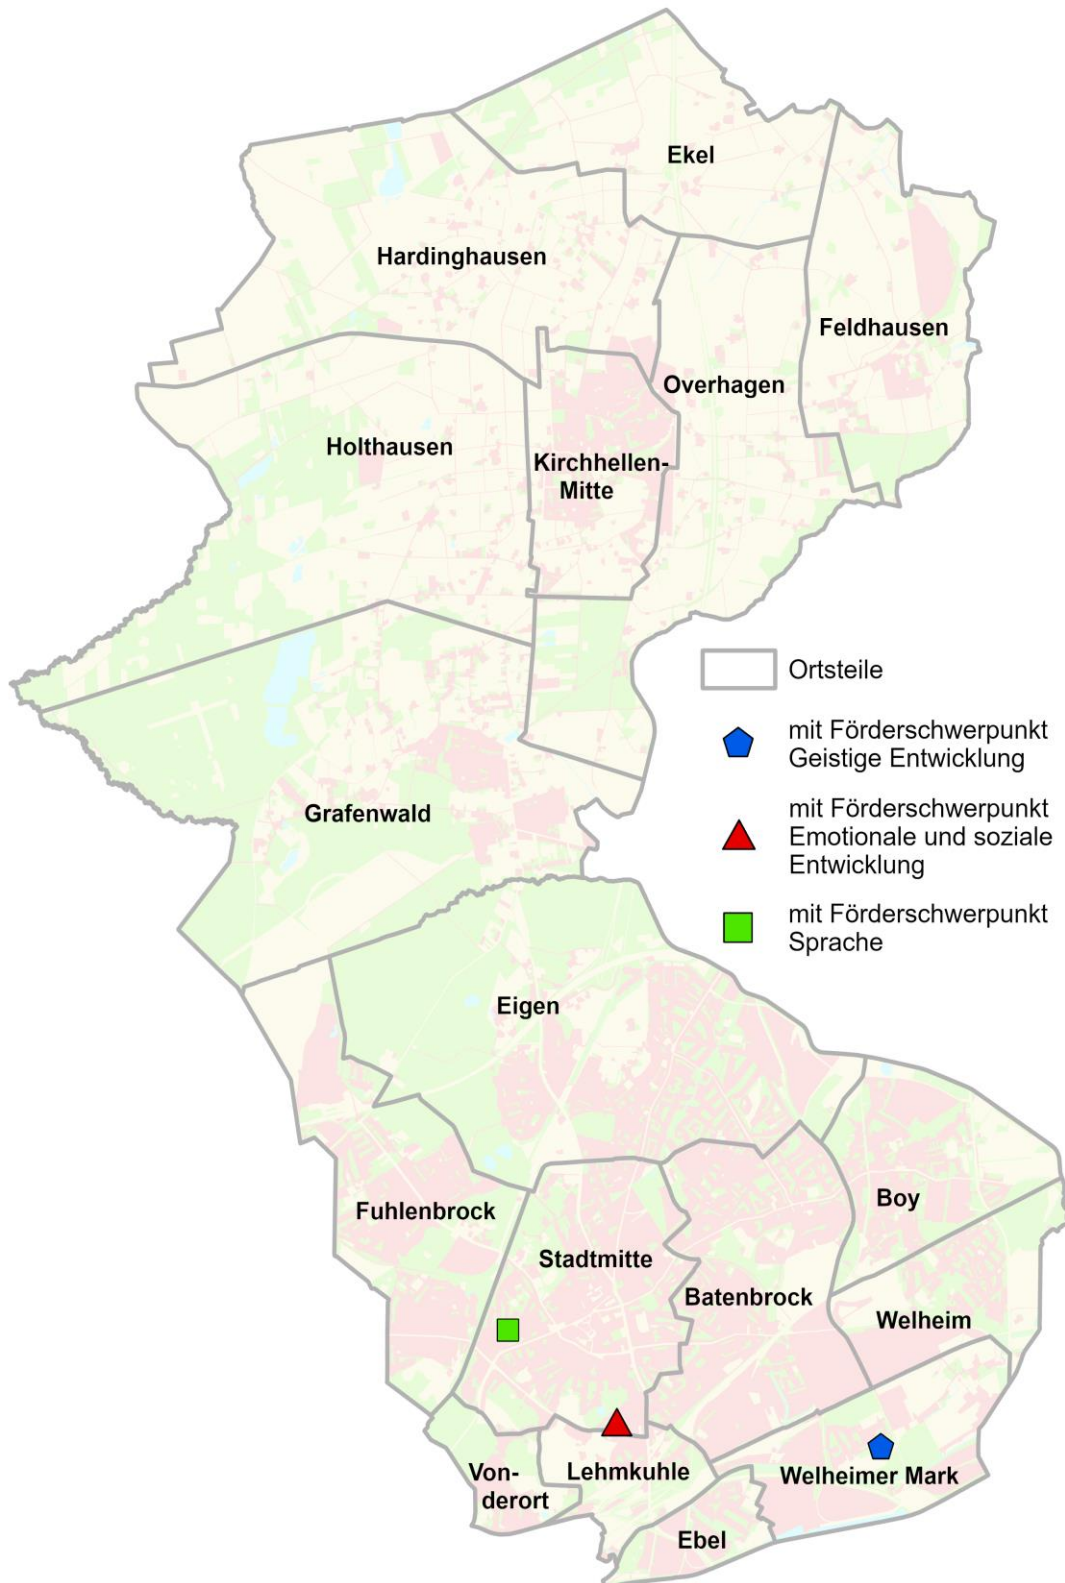 Ekel
Hardinghausen
Feldhausen
Overhagen
Holthausen
Kirchhellen-
Mitte
Ortsteile
mit Förderschwerpunkt
Geistige Entwicklung
mit Förderschwerpunkt
Emotionale und soziale
Entwicklung
mit Förderschwerpunkt
Sprache
Grafenwald
Eigen
Fuhlenbrock
Boy
Stadtmitte
Batenbrock
Welheim
Von-
derort
Lehmkuhle
Welheimer Mark
Ebel